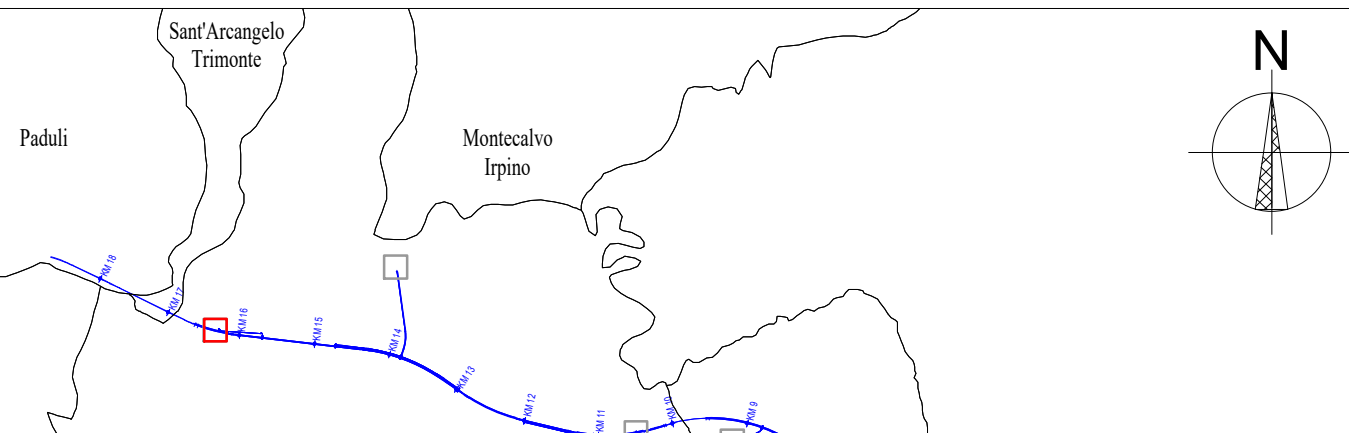 Sant'Arcangelo
Trimonte
N
Paduli
Montecalvo
Irpino
KM 18
KM 17
KM 16
KM 15
KM 14
KM 13
KM 12
KM 11
KM 10
KM 9